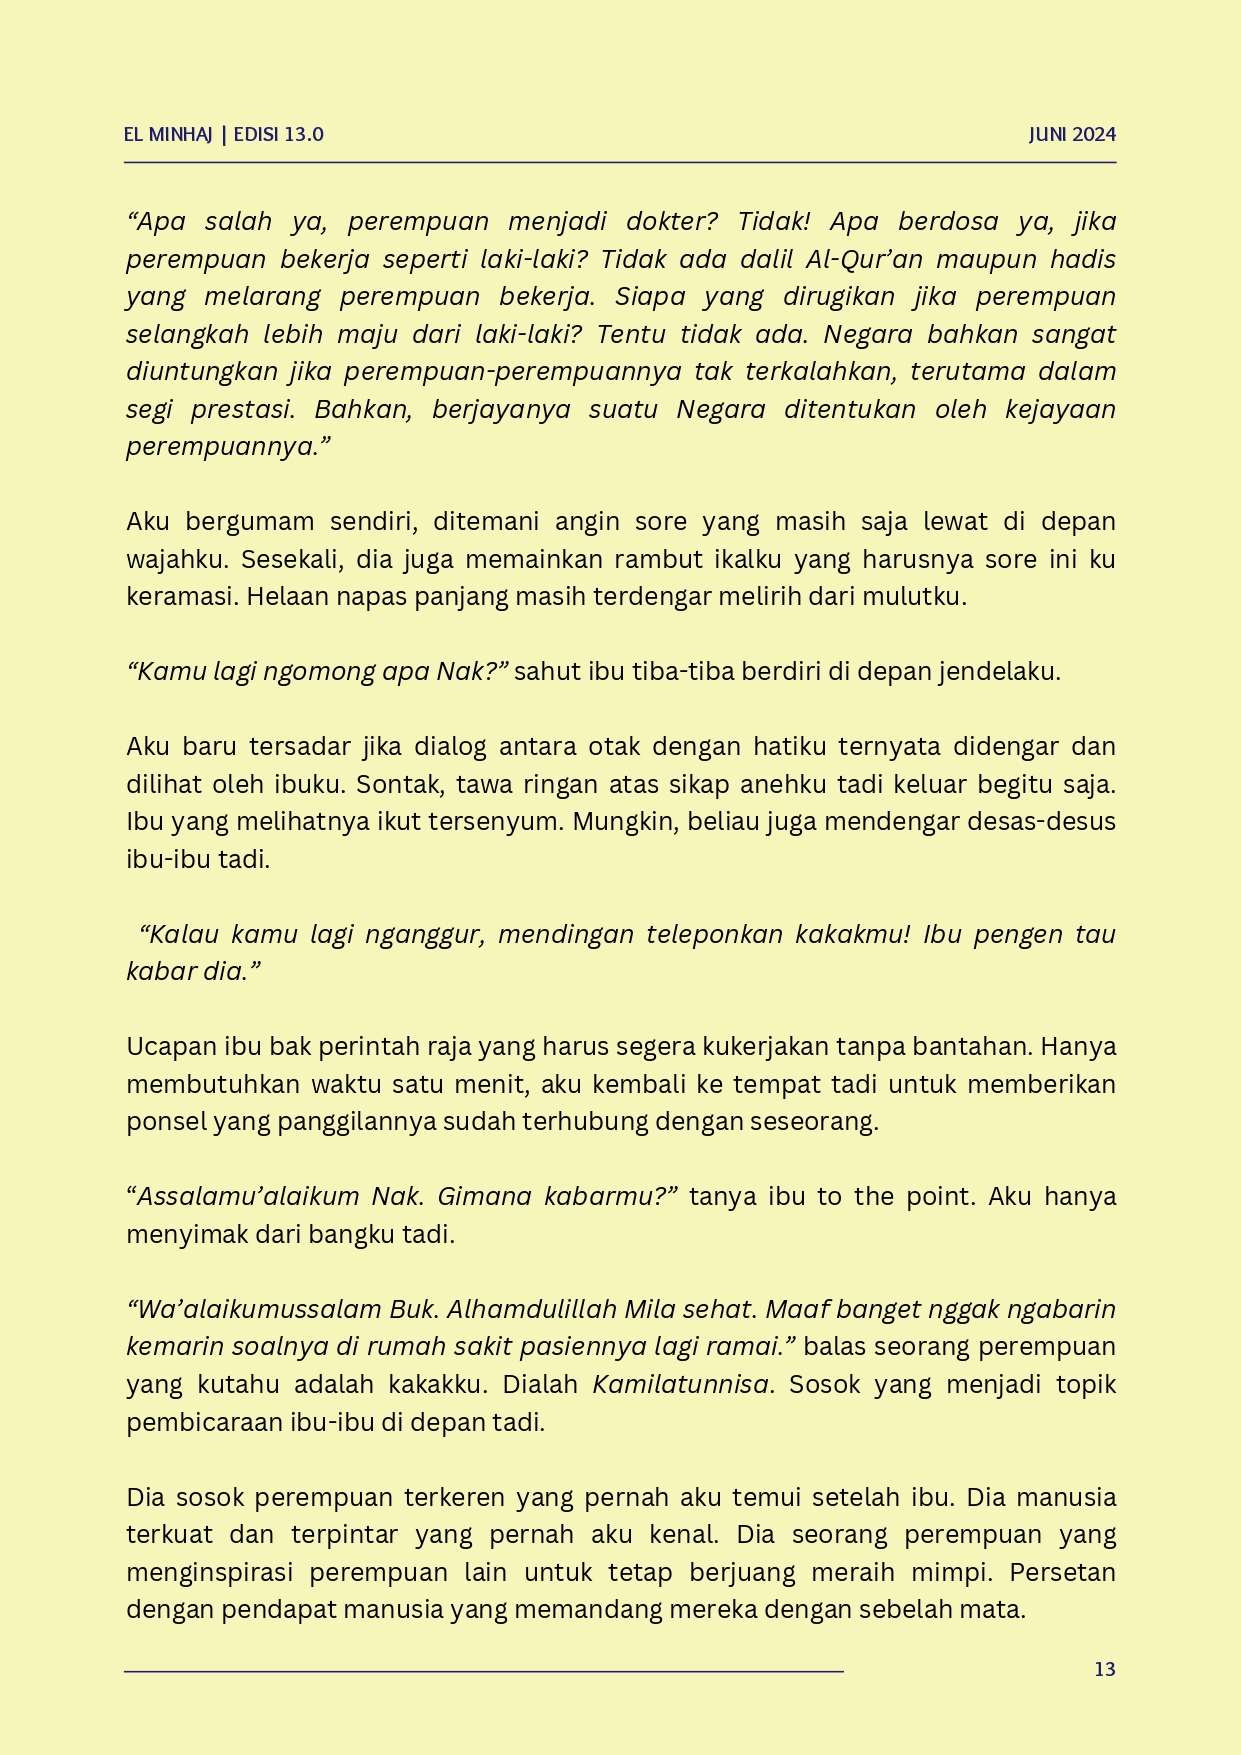 EL MINHAJ | EDISI 13.0
JUNI 2024
“Apa salah ya, perempuan menjadi dokter? Tidak! Apa berdosa ya, jika
perempuan bekerja seperti laki-laki? Tidak ada dalil Al-Qur’an maupun hadis
yang melarang perempuan bekerja. Siapa yang dirugikan jika perempuan
selangkah lebih maju dari laki-laki? Tentu tidak ada. Negara bahkan sangat
diuntungkan jika perempuan-perempuannya tak terkalahkan, terutama dalam
segi prestasi. Bahkan, berjayanya suatu Negara ditentukan oleh kejayaan
perempuannya.”
Aku bergumam sendiri, ditemani angin sore yang masih saja lewat di depan
wajahku. Sesekali, dia juga memainkan rambut ikalku yang harusnya sore ini ku
keramasi. Helaan napas panjang masih terdengar melirih dari mulutku.
“Kamu lagi ngomong apa Nak?” sahut ibu tiba-tiba berdiri di depan jendelaku.
Aku baru tersadar jika dialog antara otak dengan hatiku ternyata didengar dan
dilihat oleh ibuku. Sontak, tawa ringan atas sikap anehku tadi keluar begitu saja.
Ibu yang melihatnya ikut tersenyum. Mungkin, beliau juga mendengar desas-desus
ibu-ibu tadi.
“Kalau kamu lagi nganggur, mendingan teleponkan kakakmu! Ibu pengen tau
kabar dia.”
Ucapan ibu bak perintah raja yang harus segera kukerjakan tanpa bantahan. Hanya
membutuhkan waktu satu menit, aku kembali ke tempat tadi untuk memberikan
ponsel yang panggilannya sudah terhubung dengan seseorang.
“Assalamu’alaikum Nak. Gimana kabarmu?” tanya ibu to the point. Aku hanya
menyimak dari bangku tadi.
“Wa’alaikumussalam Buk. Alhamdulillah Mila sehat. Maaf banget nggak ngabarin
kemarin soalnya di rumah sakit pasiennya lagi ramai.” balas seorang perempuan
yang kutahu adalah kakakku. Dialah Kamilatunnisa. Sosok yang menjadi topik
pembicaraan ibu-ibu di depan tadi.
Dia sosok perempuan terkeren yang pernah aku temui setelah ibu. Dia manusia
terkuat dan terpintar yang pernah aku kenal. Dia seorang perempuan yang
menginspirasi perempuan lain untuk tetap berjuang meraih mimpi. Persetan
dengan pendapat manusia yang memandang mereka dengan sebelah mata.
13